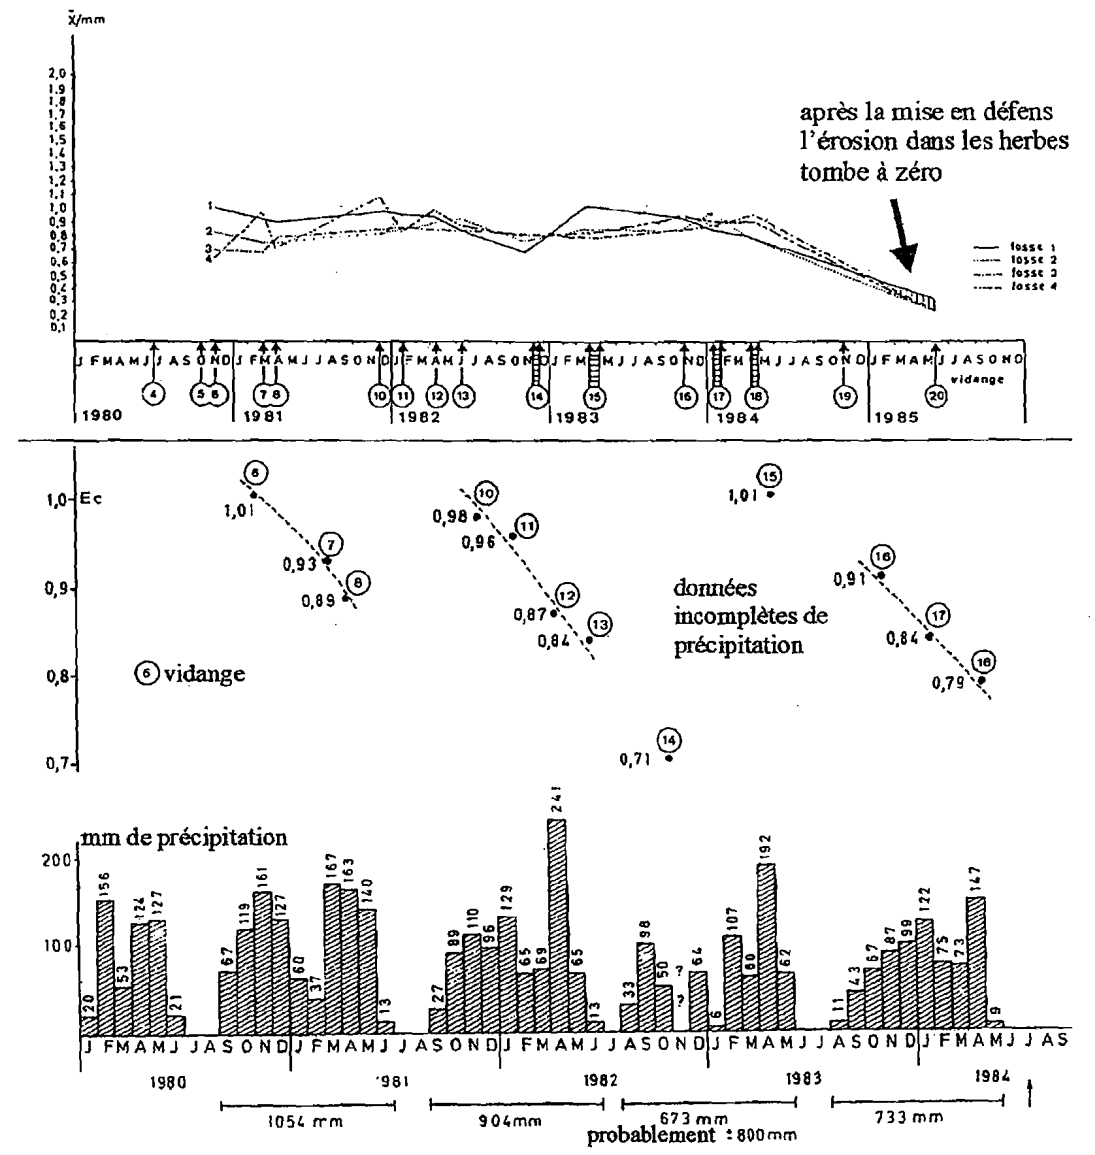 x̄/mm
2,0
1,9
1,8
1,7
1,6
1,5
1,4
1,3
1,2
1,1
1,0
0,9
0,8
0,7
0,6
0,5
0,4
0,3
0,2
0,1
après la mise en défens
l'érosion dans les herbes
tombe à zéro
1
2
3
4
fosse 1
fosse 2
fosse 3
fosse 4
J F M A M J J A S O N D J F M A M J J A S O N D J F M A M J J A S O N D J F M A M J J A S O N D J F M A M J J A S O N D J F M A M J J A S O N D
4 5 6 7 8 10 11 12 13 14 15 16 17 18 19 20
vidange
1980 1981 1982 1983 1984 1985
1,0 Ec
0,9
0,8
0,7
6
1,01
7
0,93
8
0,89
10
0,98
11
0,96
12
0,87
13
0,84
14
0,71
15
1,01
16
0,91
17
0,84
18
0,79
données
incomplètes de
précipitation
6 vidange
mm de précipitation
200
100
20 156 53 124 127 21 67 119 161 127 60 37 167 163 140 13 27 89 110 96 129 65 69 241 65 13 33 98 50 ? ? 64 6 107 60 192 62 11 43 67 87 99 122 75 73 147 9
J F M A M J J A S O N D J F M A M J J A S O N D J F M A M J J A S O N D J F M A M J J A S O N D J F M A M J J A S
1980 1981 1982 1983 1984
1054 mm 904mm 673mm 733mm
probablement ±800mm